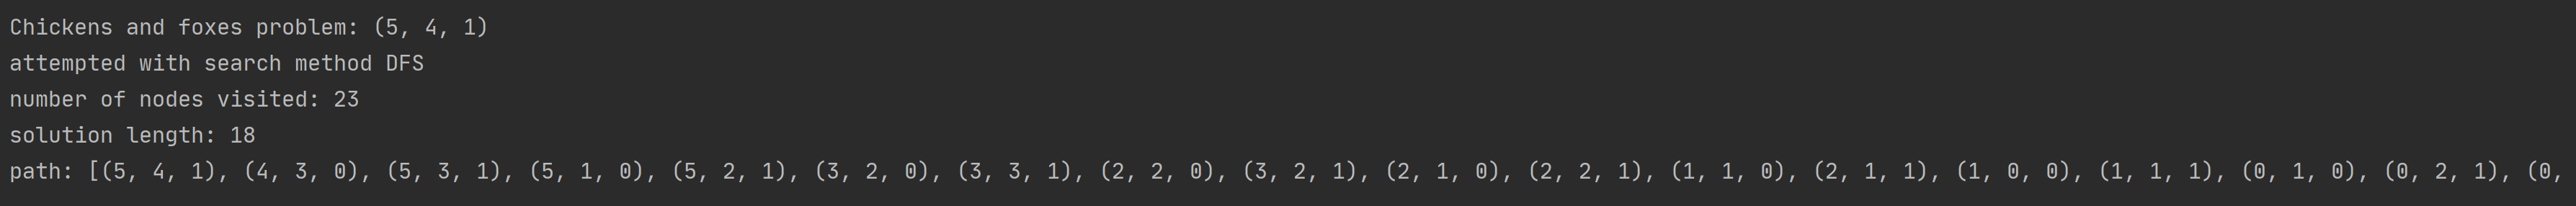 Chickens and foxes problem: (5, 4, 1)
attempted with search method DFS
number of nodes visited: 23
solution length: 18
path: [(5, 4, 1), (4, 3, 0), (5, 3, 1), (5, 1, 0), (5, 2, 1), (3, 2, 0), (3, 3, 1), (2, 2, 0), (3, 2, 1), (2, 1, 0), (2, 2, 1), (1, 1, 0), (2, 1, 1), (1, 0, 0), (1, 1, 1), (0, 1, 0), (0, 2, 1), (0,